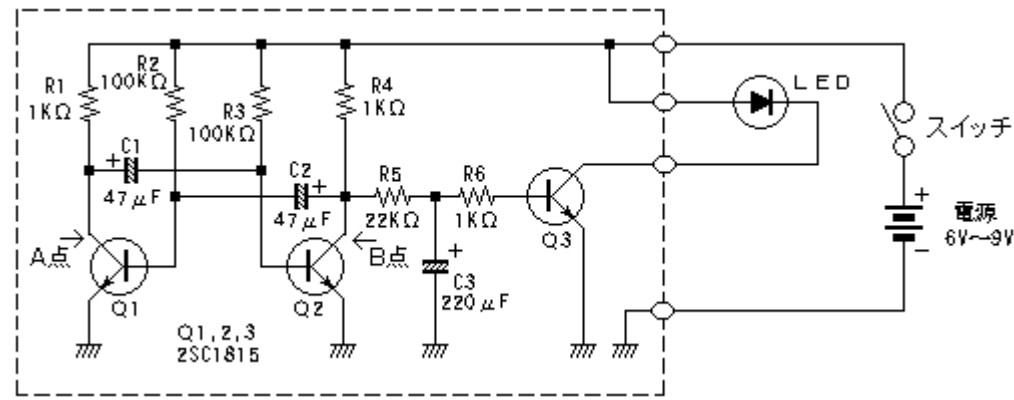 R1
1KΩ
R2
100KΩ
R3
100KΩ
R4
1KΩ
LED
スイッチ
C1
+
47μF
C2
+
47μF
R5
22KΩ
R6
1KΩ
Q3
+
電源
6V~9V
-
A点
Q1
Q2
B点
+
C3
220μF
Q1,2,3
2SC1815